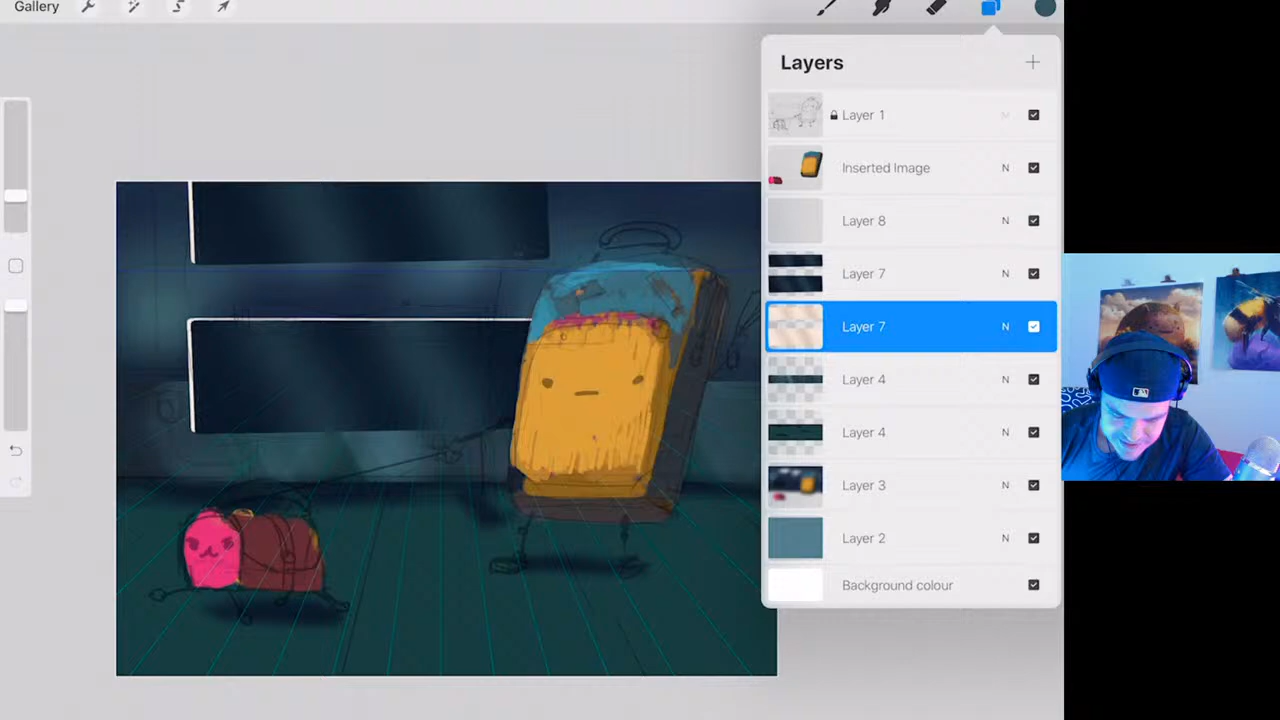 Gallery
Layers
Layer 1 M
Inserted Image N
Layer 8 N
Layer 7 N
Layer 7 N
Layer 4 N
Layer 4 N
Layer 3 N
Layer 2 N
Background colour